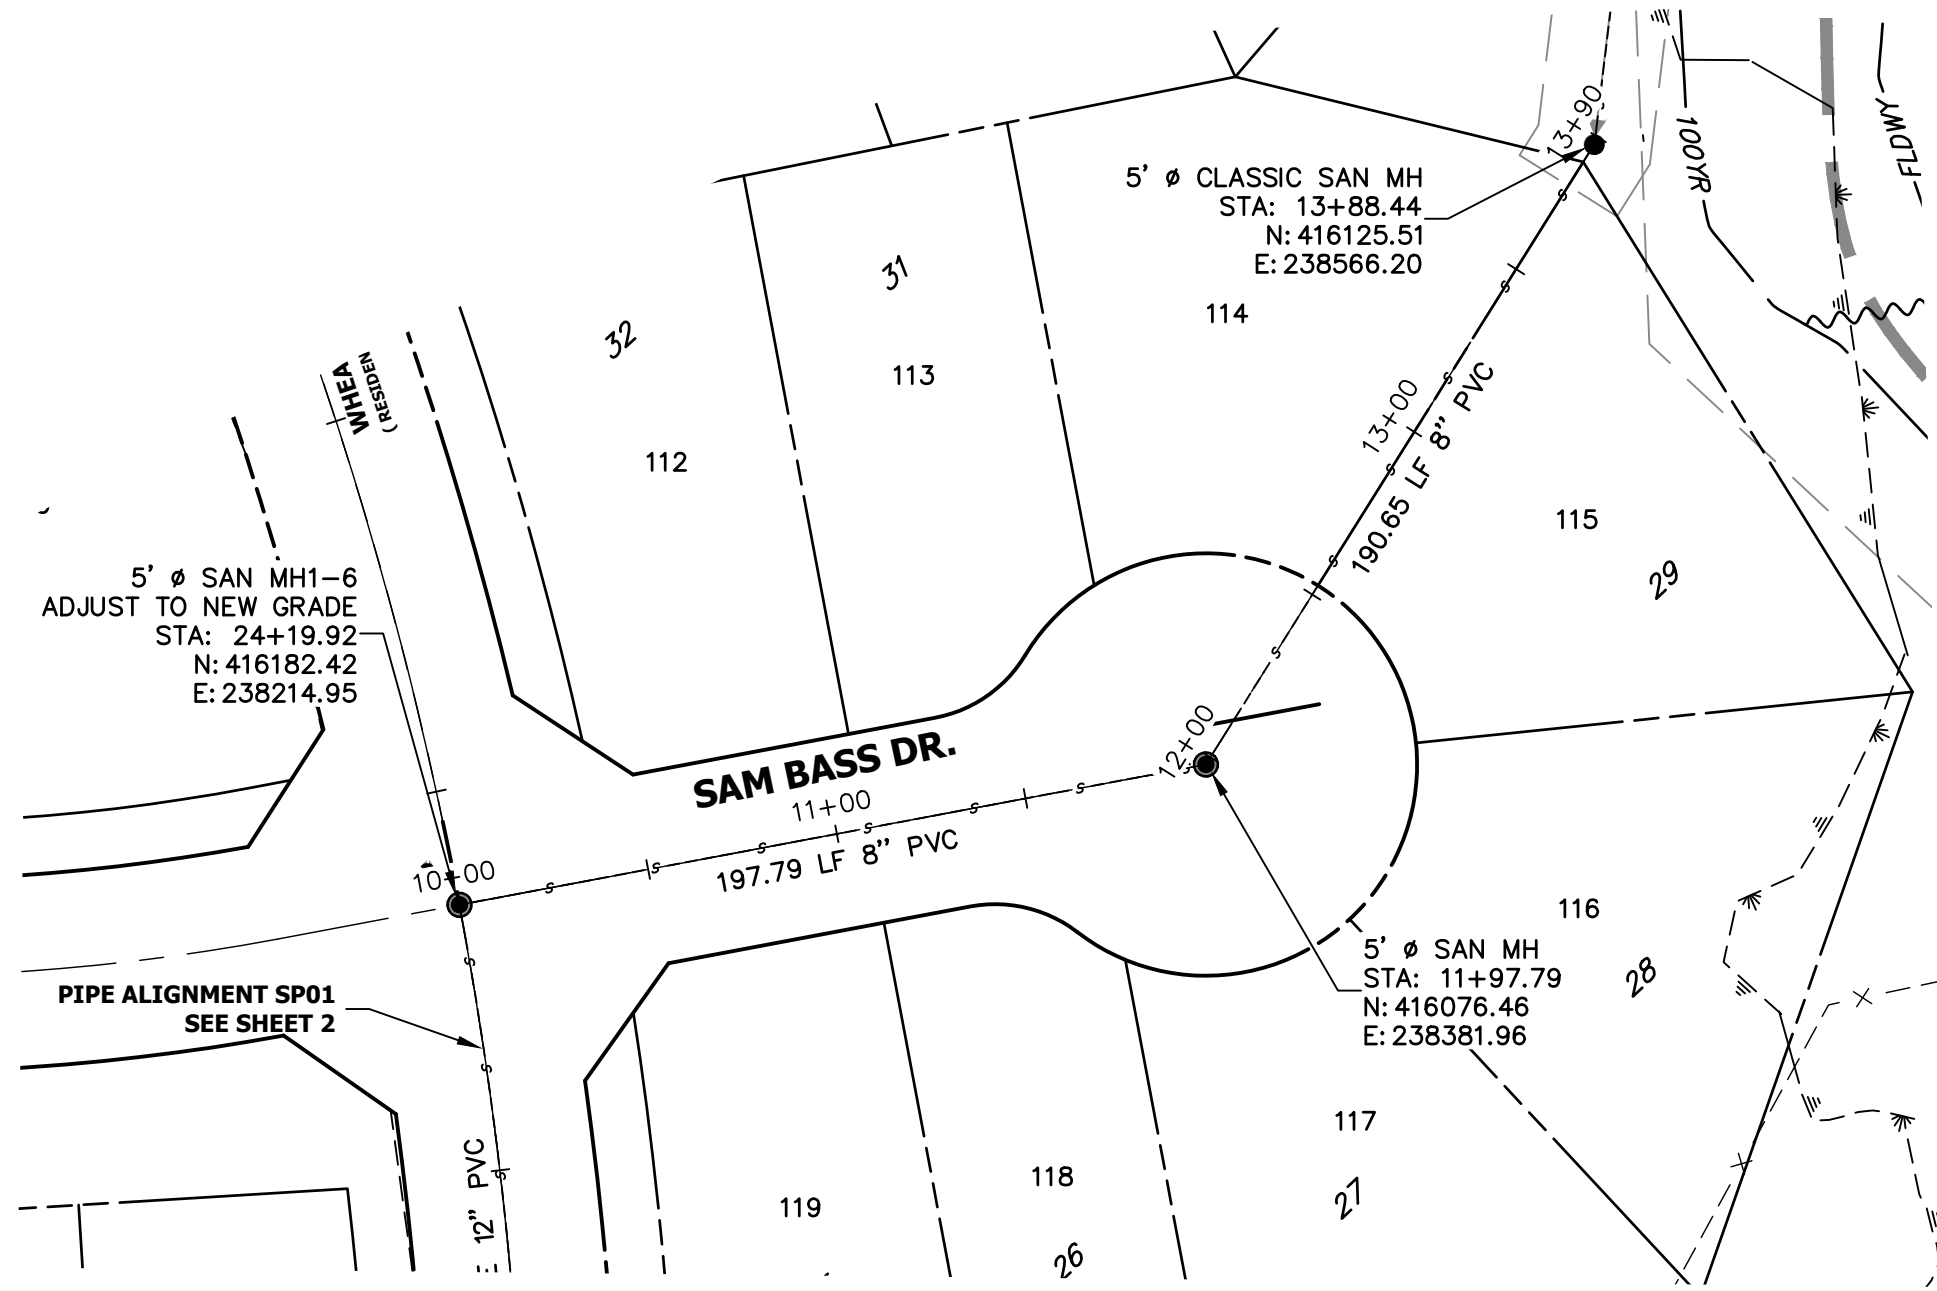 13+90
100YR
FLDWY
5' Ø CLASSIC SAN MH
STA: 13+88.44
N: 416125.51
E: 238566.20
31
32
114
113
112
WHEA
(RESIDEN
13+00
190.65 LF 8" PVC
115
29
5' Ø SAN MH1-6
ADJUST TO NEW GRADE
STA: 24+19.92
N: 416182.42
E: 238214.95
SAM BASS DR.
12+00
11+00
197.79 LF 8" PVC
10+00
116
28
5' Ø SAN MH
STA: 11+97.79
N: 416076.46
E: 238381.96
PIPE ALIGNMENT SP01
SEE SHEET 2
12" PVC
117
118
119
27
26